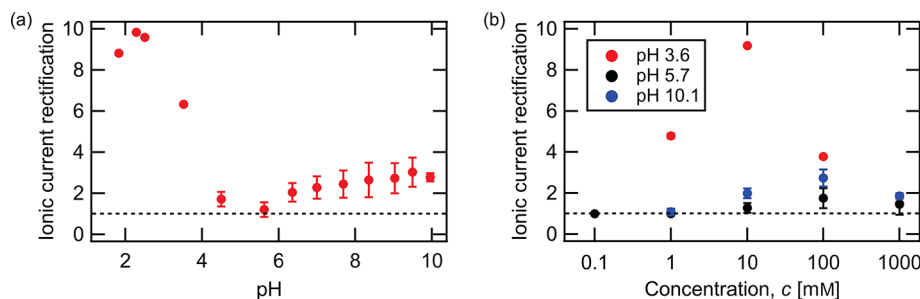 (a)
Ionic current rectification
10
8
6
4
2
0
2
4
6
8
10
pH
(b)
Ionic current rectification
10
8
6
4
2
0
pH 3.6
pH 5.7
pH 10.1
0.1
1
10
100
1000
Concentration, c [mM]